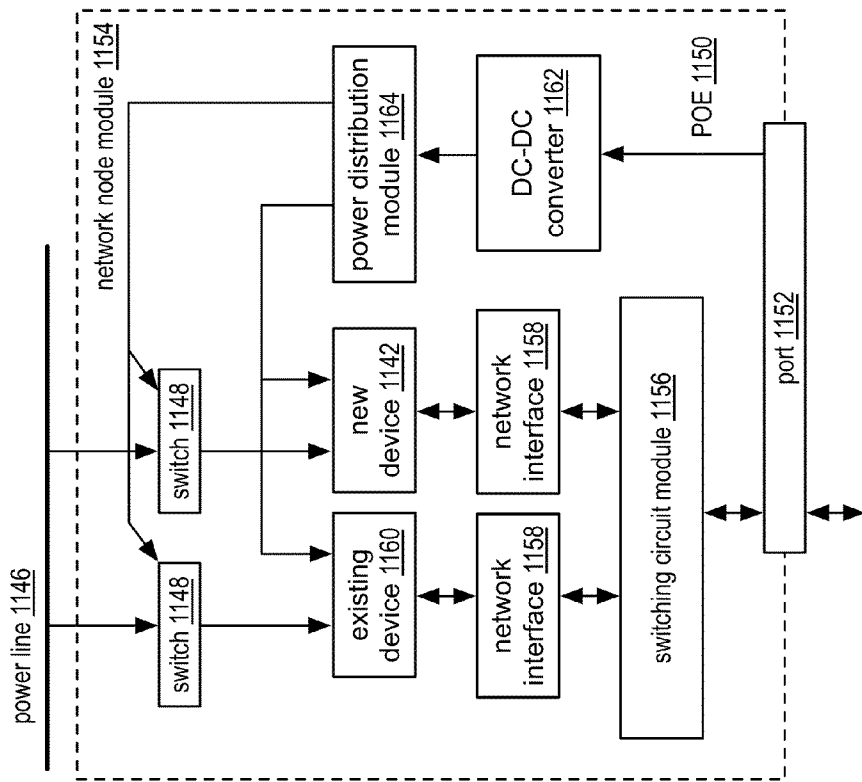 power line 1146
network node module 1154
switch 1148
switch 1148
existing
device 1160
new
device 1142
power distribution
module 1164
network
interface 1158
network
interface 1158
DC-DC
converter 1162
switching circuit module 1156
POE 1150
port 1152